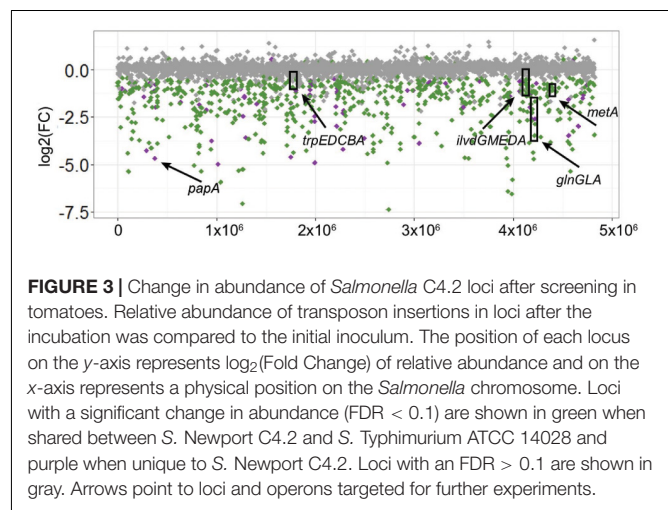 0.0
-2.5
-5.0
-7.5
log2(FC)
trpEDCBA
ilvdGMEDA
metA
glnGLA
papA
0
1x10⁶
2x10⁶
3x10⁶
4x10⁶
5x10⁶
FIGURE 3 | Change in abundance of Salmonella C4.2 loci after screening in
tomatoes. Relative abundance of transposon insertions in loci after the
incubation was compared to the initial inoculum. The position of each locus
on the y-axis represents log₂(Fold Change) of relative abundance and on the
x-axis represents a physical position on the Salmonella chromosome. Loci
with a significant change in abundance (FDR < 0.1) are shown in green when
shared between S. Newport C4.2 and S. Typhimurium ATCC 14028 and
purple when unique to S. Newport C4.2. Loci with an FDR > 0.1 are shown in
gray. Arrows point to loci and operons targeted for further experiments.